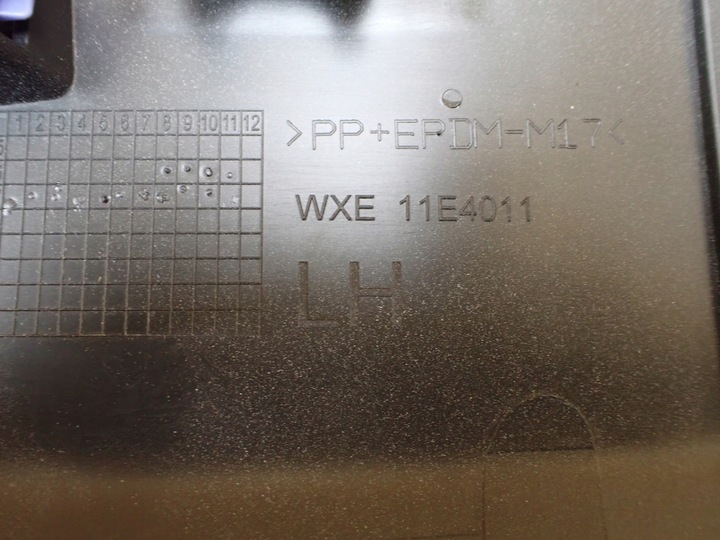 1 2 3 4 5 6 7 8 9 10 11 12
>PP+EPDM-M17<
WXE 11E4011
LH